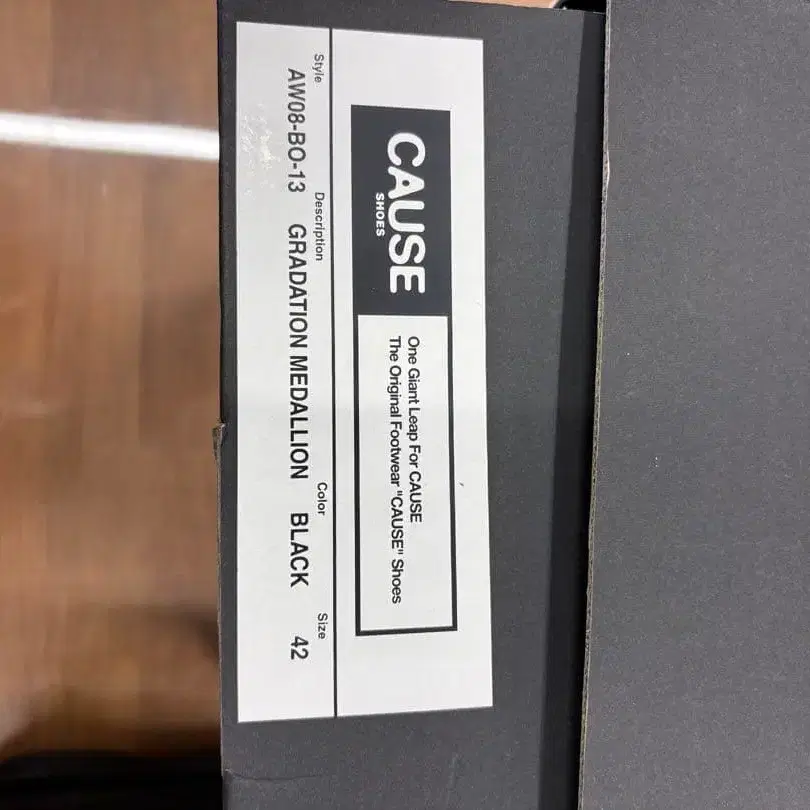 CAUSE
SHOES
One Giant Leap For CAUSE
The Original Footwear "CAUSE" Shoes
Style Description Color Size
AW08-BO-13 GRADATION MEDALLION BLACK 42